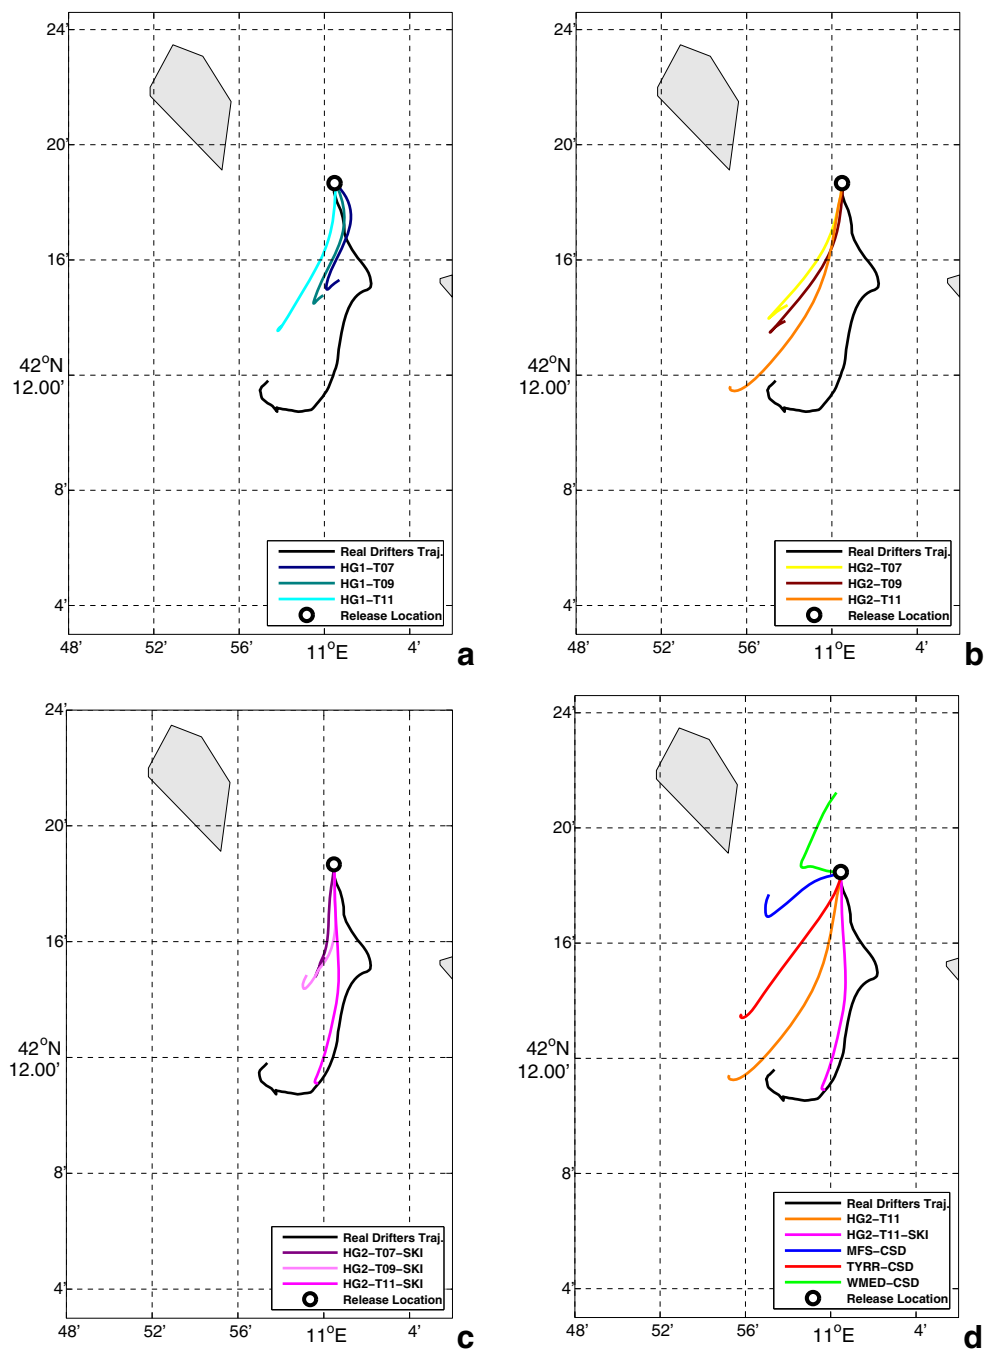 24'
20'
16'
42°N
12.00'
8'
4'
48'
52'
56'
11°E
4'
Real Drifters Traj.
HG1-T07
HG1-T09
HG1-T11
Release Location
a
24'
20'
16'
42°N
12.00'
8'
4'
48'
52'
56'
11°E
4'
Real Drifters Traj.
HG2-T07
HG2-T09
HG2-T11
Release Location
b
24'
20'
16'
42°N
12.00'
8'
4'
48'
52'
56'
11°E
4'
Real Drifters Traj.
HG2-T07-SKI
HG2-T09-SKI
HG2-T11-SKI
Release Location
c
24'
20'
16'
42°N
12.00'
8'
4'
48'
52'
56'
11°E
4'
Real Drifters Traj.
HG2-T11
HG2-T11-SKI
MFS-CSD
TYRR-CSD
WMED-CSD
Release Location
d